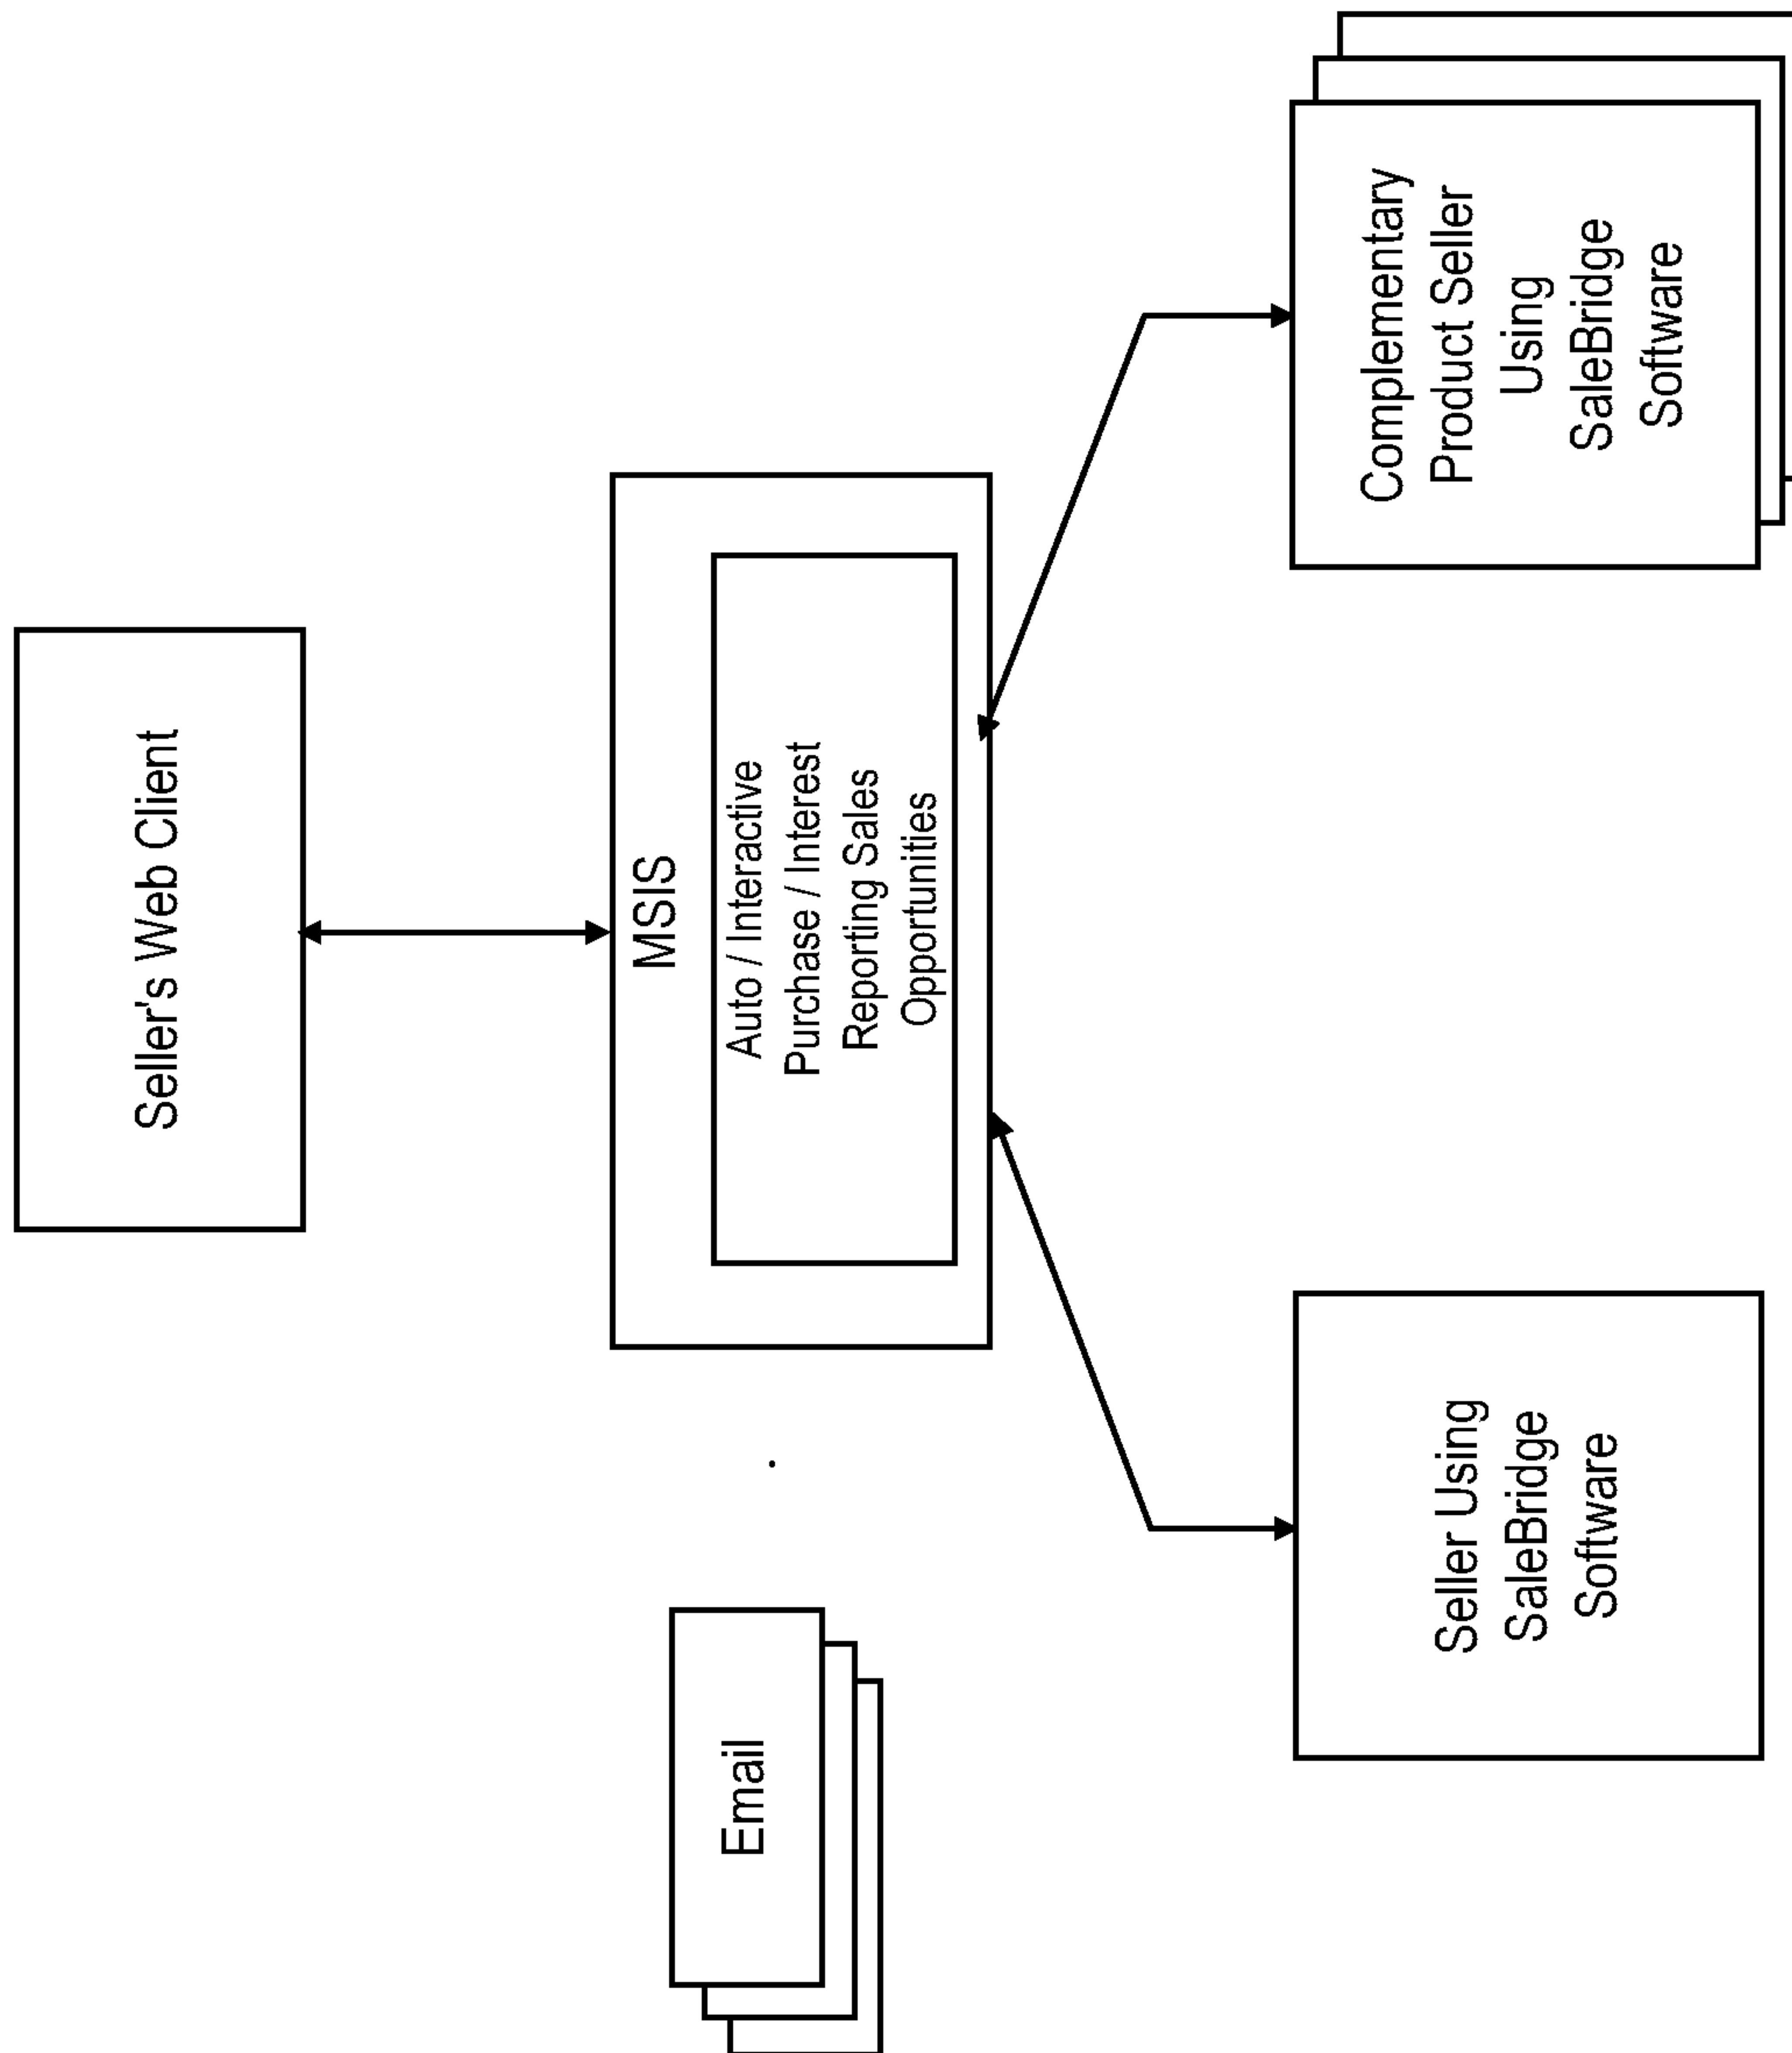 Seller's Web Client
MSIS
Auto / Interactive
Purchase / Interest
Reporting Sales
Opportunities
Email
Seller Using
SaleBridge
Software
Complementary
Product Seller
Using
SaleBridge
Software